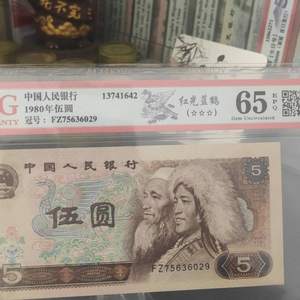 中国人民银行
13741642
1980年伍圆
冠号：FZ75636029
红光蓝鹤
(☆☆☆)
65
EPQ
Gem Uncirculated
G
ANTY
中国人民银行
伍圆
5
5
FZ75636029